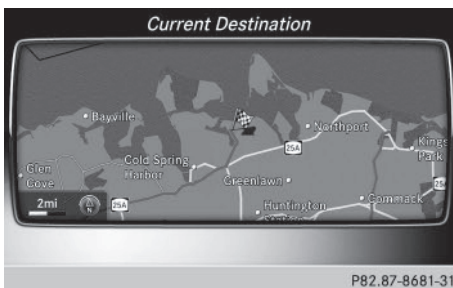 Current Destination
Bayville
Northport
25A
Kings
Park
Glen
Cove
Cold Spring
Harbor
Greenlawn
25A
2mi
N
25A
Huntington
Commack
P82.87-8681-31